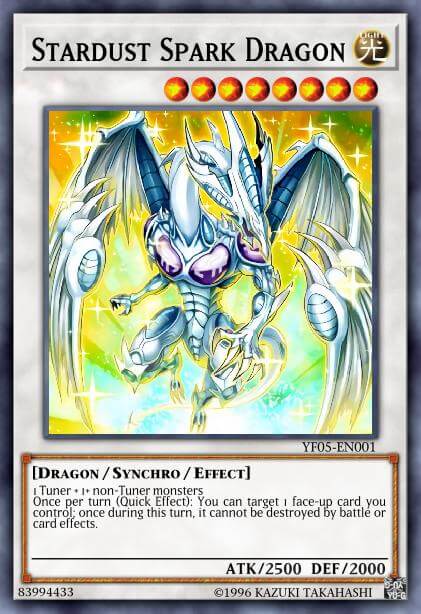 STARDUST SPARK DRAGON
LIGHT
光
YF05-EN001
[DRAGON / SYNCHRO / EFFECT]
1 Tuner + 1+ non-Tuner monsters
Once per turn (Quick Effect): You can target 1 face-up card you
control; once during this turn, it cannot be destroyed by battle or
card effects.
ATK/2500 DEF/2000
83994433
©1996 KAZUKI TAKAHASHI